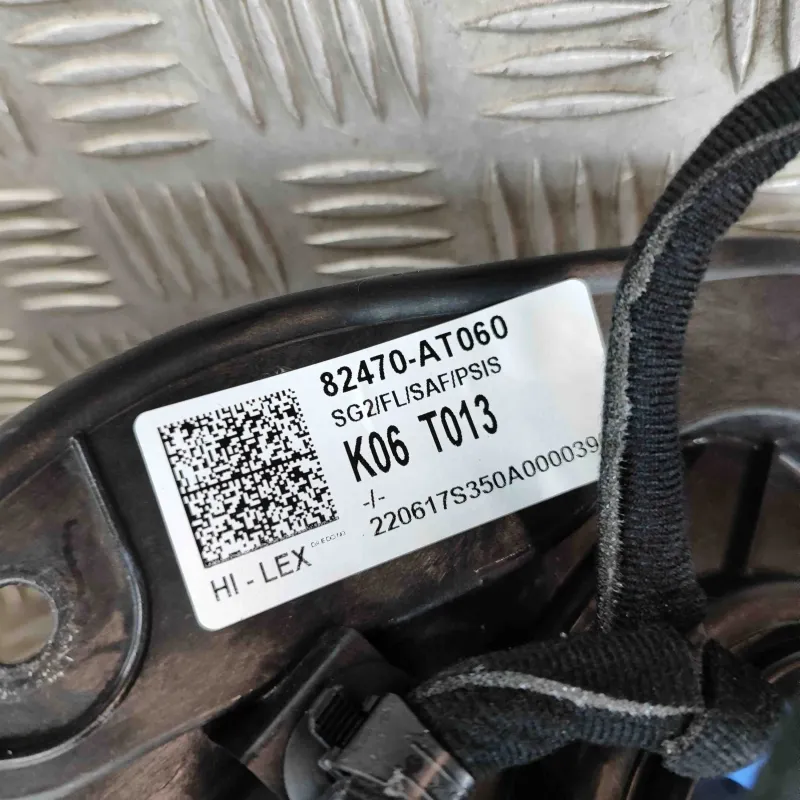 82470-AT060
SG2/FL/SAF/PSIS
K06 T013
-/-
220617S350A000039
HI - LEX